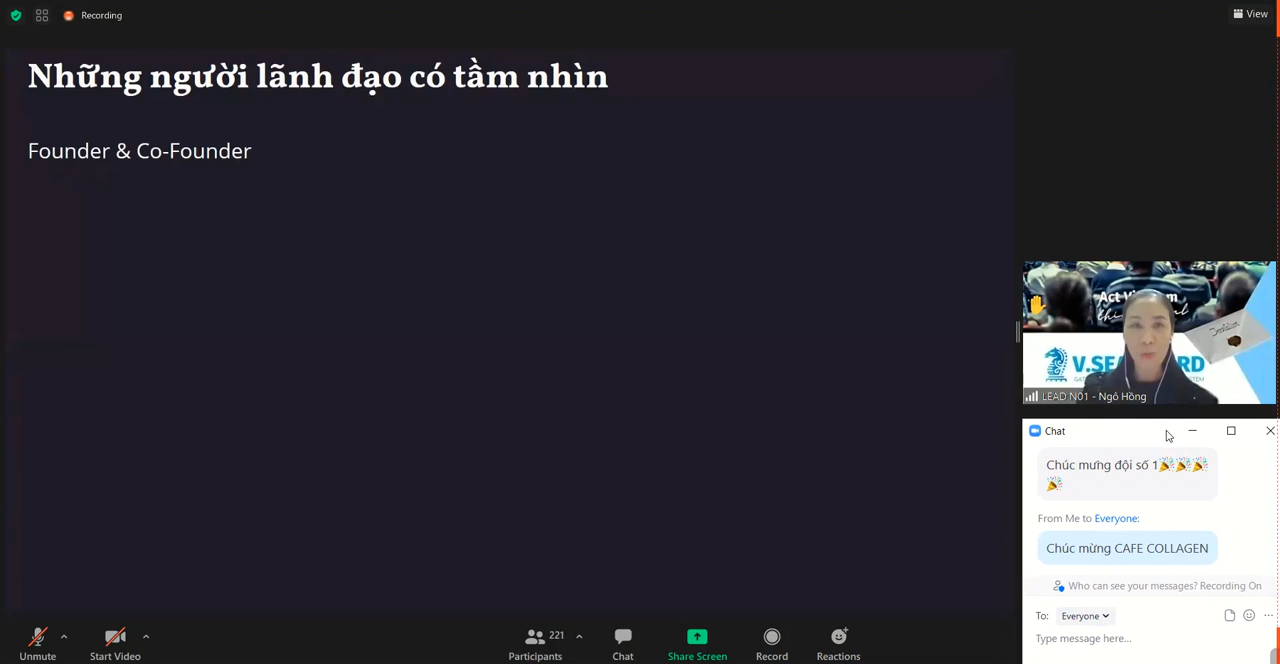 Recording
View
Những người lãnh đạo có tầm nhìn
Founder & Co-Founder
LEAD N01 - Ngô Hồng
Chat
Chúc mưng đội số 1🎉🎉🎉
🎉
From Me to Everyone:
Chúc mừng CAFE COLLAGEN
Who can see your messages? Recording On
To: Everyone
Type message here...
Unmute
Start Video
221
Participants
Chat
Share Screen
Record
Reactions